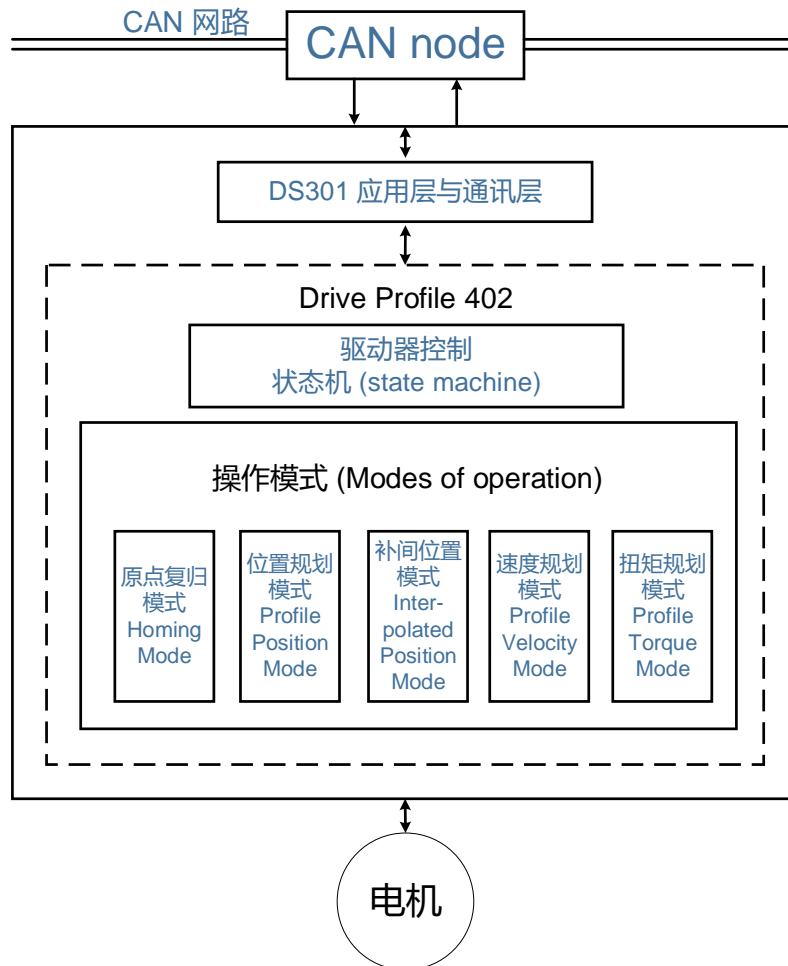 CAN 网路
CAN node
DS301 应用层与通讯层
Drive Profile 402
驱动器控制
状态机 (state machine)
操作模式 (Modes of operation)
原点复归
模式
Homing
Mode
位置规划
模式
Profile
Position
Mode
补间位置
模式
Inter-
polated
Position
Mode
速度规划
模式
Profile
Velocity
Mode
扭矩规划
模式
Profile
Torque
Mode
电机